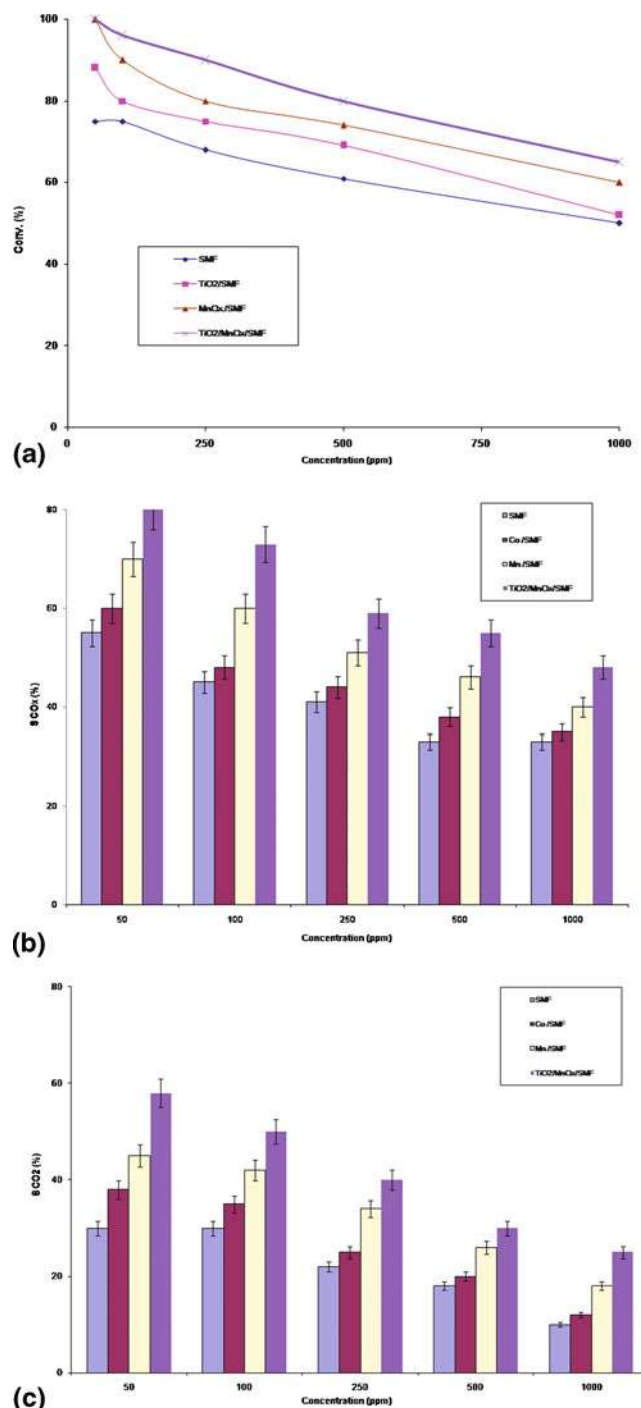 100
80
60
40
20
0
Conv. (%)
SMF
TiO2/SMF
MnOx/SMF
TiO2/MnOx/SMF
0 250 500 750 1000
Concentration (ppm)
(a)
80
60
40
20
0
SCOx (%)
SMF
Co/SMF
Mn/SMF
TiO2/MnOx/SMF
50 100 250 500 1000
Concentration (ppm)
(b)
80
60
40
20
0
SCO2 (%)
SMF
Co/SMF
Mn/SMF
TiO2/MnOx/SMF
50 100 250 500 1000
Concentration (ppm)
(c)